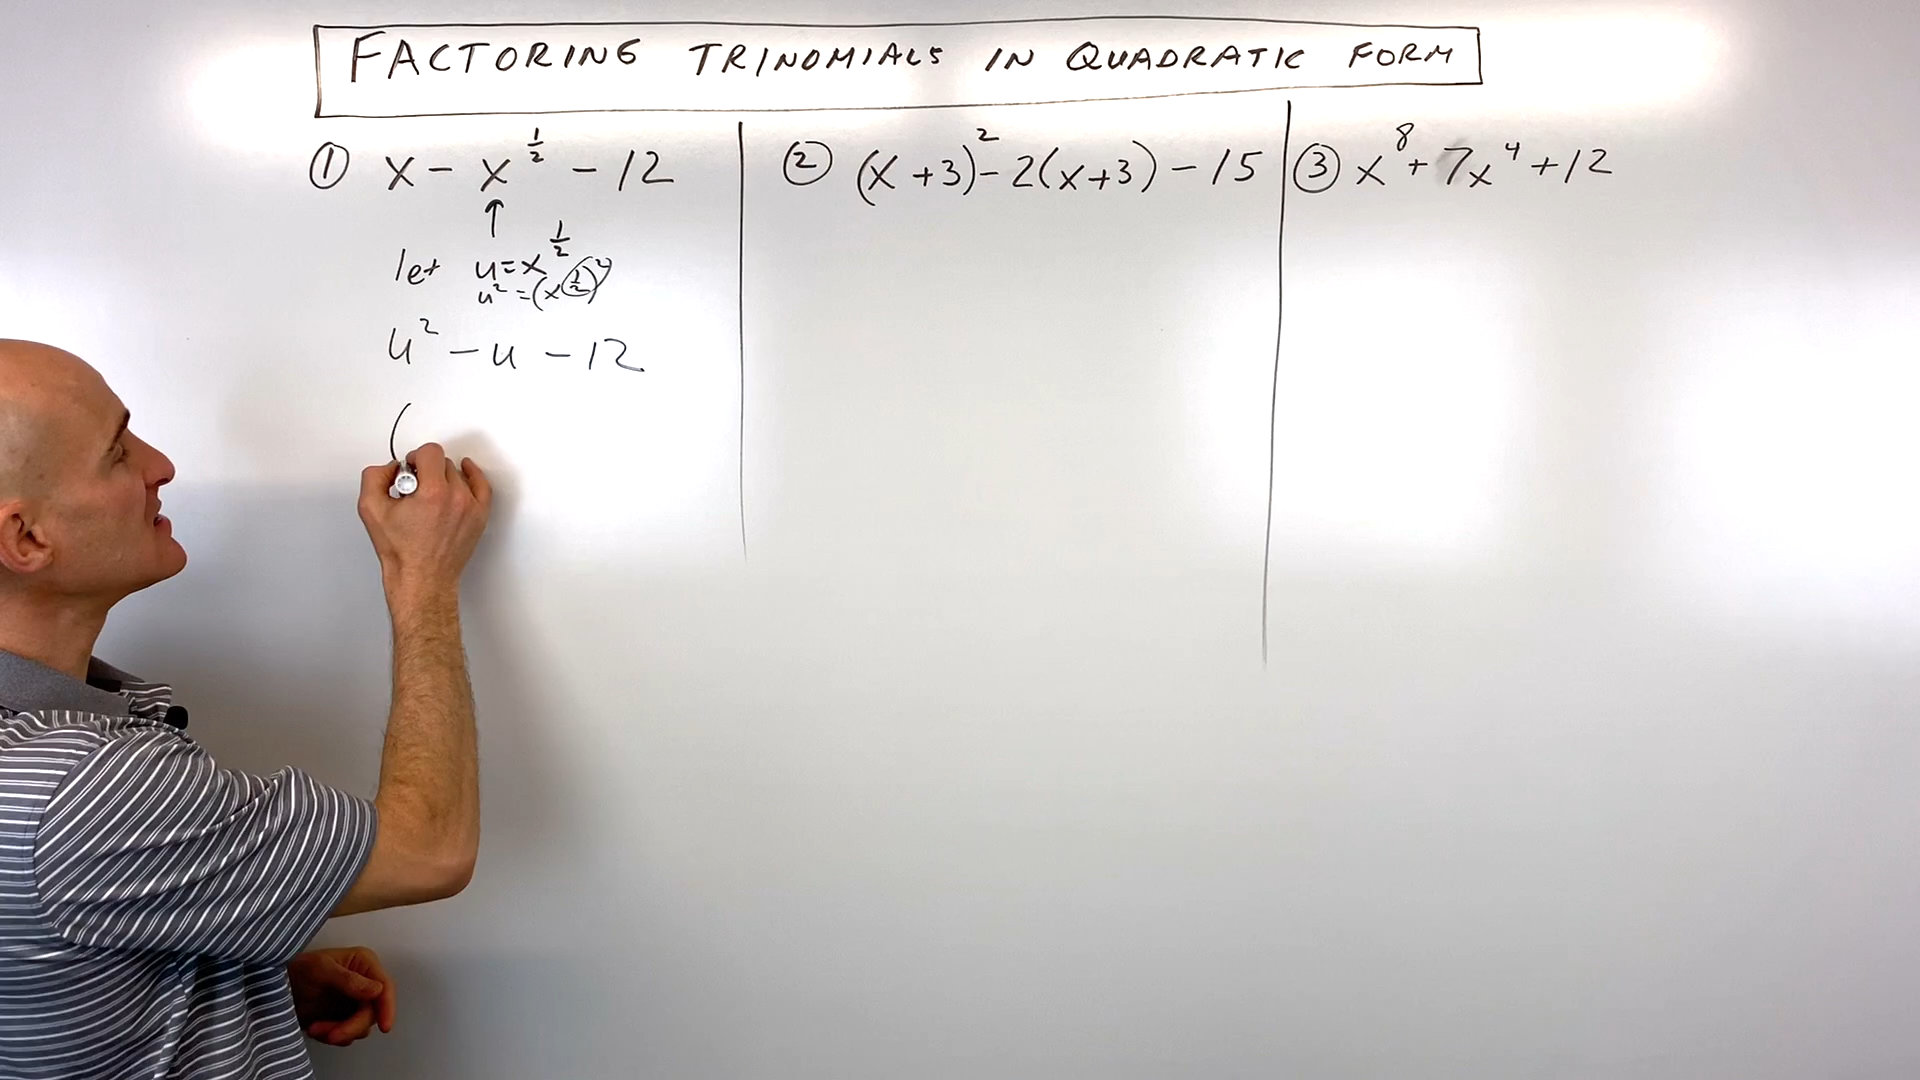 FACTORING TRINOMIALS IN QUADRATIC FORM
① x - x^{1/2} - 12
let u = x^{1/2}
u² = (x^{1/2})²
u² - u - 12
(
② (x+3)² - 2(x+3) - 15
③ x⁸ + 7x⁴ + 12